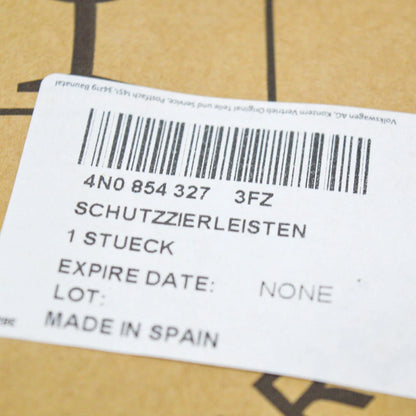 Volkswagen AG, Konzern Vertrieb Original Teile und Service, Postfach 1451, 34219 Baunatal
4N0 854 327 3FZ
SCHUTZZIERLEISTEN
1 STUECK
EXPIRE DATE: NONE
LOT:
MADE IN SPAIN